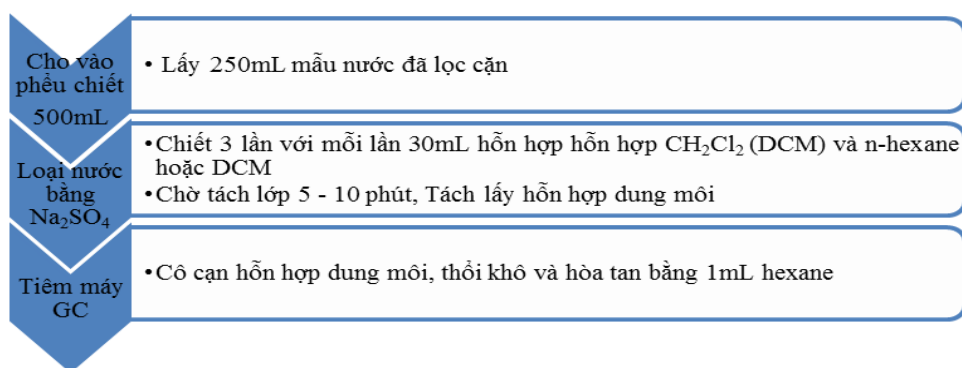 Cho vào
phểu chiết
500mL
• Lấy 250mL mẫu nước đã lọc cặn
Loại nước
bằng
Na₂SO₄
•Chiết 3 lần với mỗi lần 30mL hỗn hợp hỗn hợp CH₂Cl₂ (DCM) và n-hexane
hoặc DCM
•Chờ tách lớp 5 - 10 phút, Tách lấy hỗn hợp dung môi
Tiêm máy
GC
•Cô cạn hỗn hợp dung môi, thổi khô và hòa tan bằng 1mL hexane